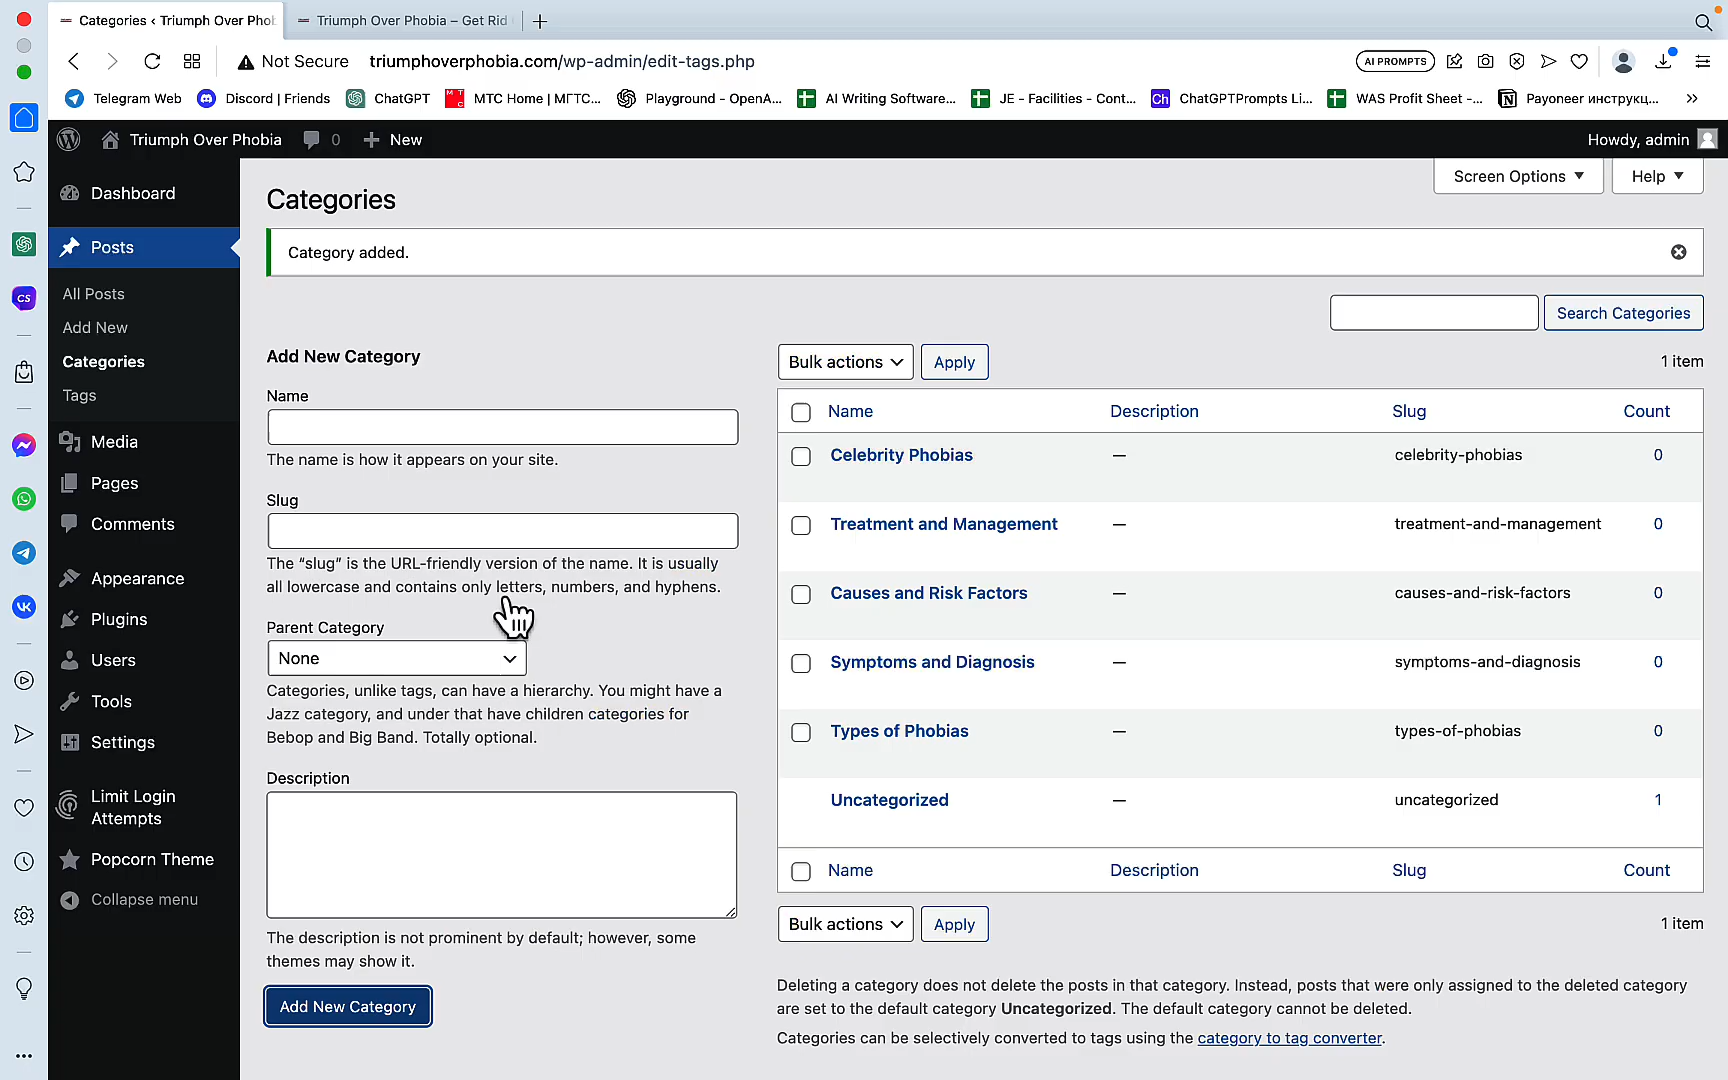 Categories ‹ Triumph Over Phob
Triumph Over Phobia – Get Rid
Not Secure
triumphoverphobia.com/wp-admin/edit-tags.php
AI PROMPTS
Telegram Web
Discord | Friends
ChatGPT
МТС Home | МГТС...
Playground - OpenA...
AI Writing Software...
JE - Facilities - Cont...
Ch
ChatGPTPrompts Li...
WAS Profit Sheet -...
Payoneer инструкц...
Triumph Over Phobia
0
New
Howdy, admin
Dashboard
Posts
All Posts
Add New
Categories
Tags
Media
Pages
Comments
Appearance
Plugins
Users
Tools
Settings
Limit Login
Attempts
Popcorn Theme
Collapse menu
CS
Screen Options
Help
Categories
Category added.
Search Categories
Add New Category
Name
The name is how it appears on your site.
Slug
The “slug” is the URL-friendly version of the name. It is usually
all lowercase and contains only letters, numbers, and hyphens.
Parent Category
None
Categories, unlike tags, can have a hierarchy. You might have a
Jazz category, and under that have children categories for
Bebop and Big Band. Totally optional.
Description
The description is not prominent by default; however, some
themes may show it.
Add New Category
Bulk actions
Apply
1 item
Name Description Slug Count
Celebrity Phobias — celebrity-phobias 0
Treatment and Management — treatment-and-management 0
Causes and Risk Factors — causes-and-risk-factors 0
Symptoms and Diagnosis — symptoms-and-diagnosis 0
Types of Phobias — types-of-phobias 0
Uncategorized — uncategorized 1
Name Description Slug Count
Bulk actions
Apply
1 item
Deleting a category does not delete the posts in that category. Instead, posts that were only assigned to the deleted category
are set to the default category Uncategorized. The default category cannot be deleted.
Categories can be selectively converted to tags using the category to tag converter.